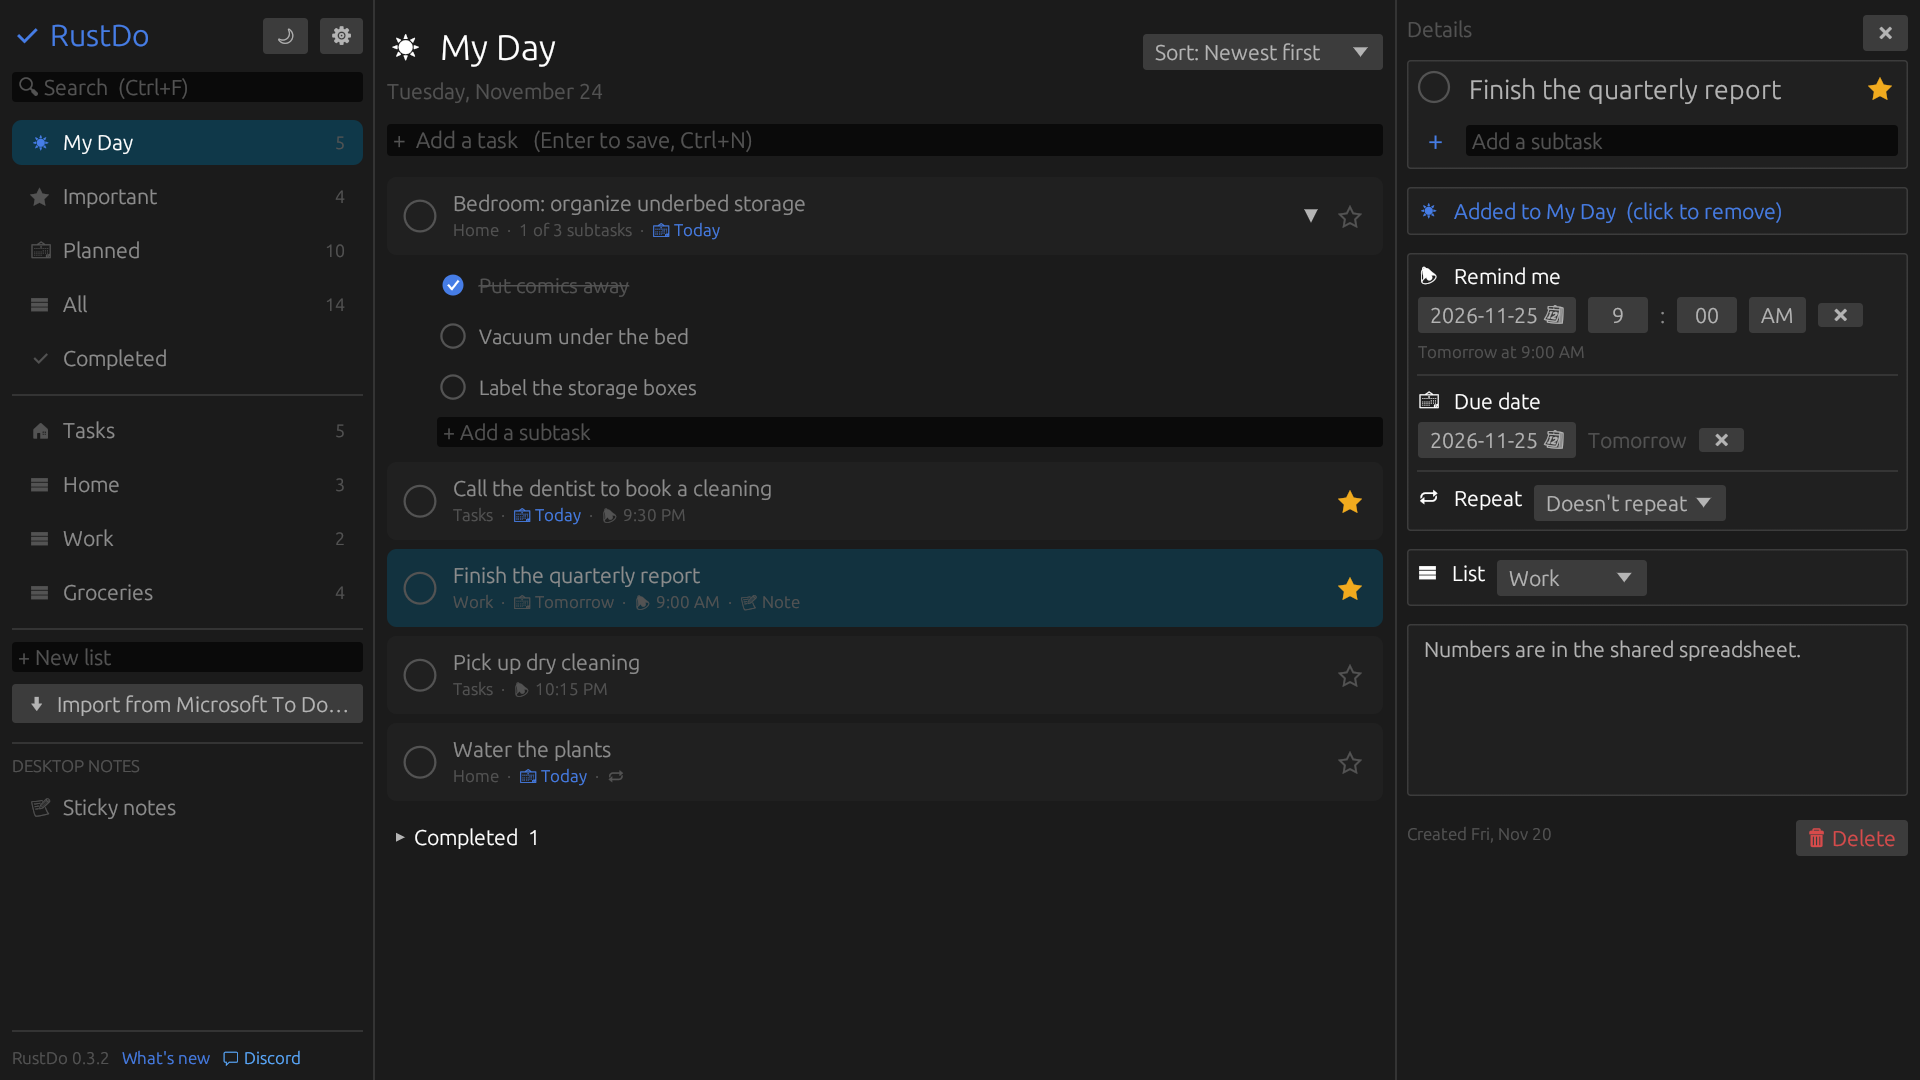 RustDo
Search (Ctrl+F)
My Day 5
Important 4
Planned 10
All 14
Completed
Tasks 5
Home 3
Work 2
Groceries 4
+ New list
Import from Microsoft To Do…
DESKTOP NOTES
Sticky notes
RustDo 0.3.2 What's new Discord
My Day
Sort: Newest first
Tuesday, November 24
+ Add a task (Enter to save, Ctrl+N)
Bedroom: organize underbed storage
Home · 1 of 3 subtasks · Today
Put comics away
Vacuum under the bed
Label the storage boxes
+ Add a subtask
Call the dentist to book a cleaning
Tasks · Today · 9:30 PM
Finish the quarterly report
Work · Tomorrow · 9:00 AM · Note
Pick up dry cleaning
Tasks · 10:15 PM
Water the plants
Home · Today ·
Completed 1
Details
Finish the quarterly report
+ Add a subtask
Added to My Day (click to remove)
Remind me
2026-11-25 9 : 00 AM
Tomorrow at 9:00 AM
Due date
2026-11-25 Tomorrow
Repeat Doesn't repeat
List Work
Numbers are in the shared spreadsheet.
Created Fri, Nov 20
Delete